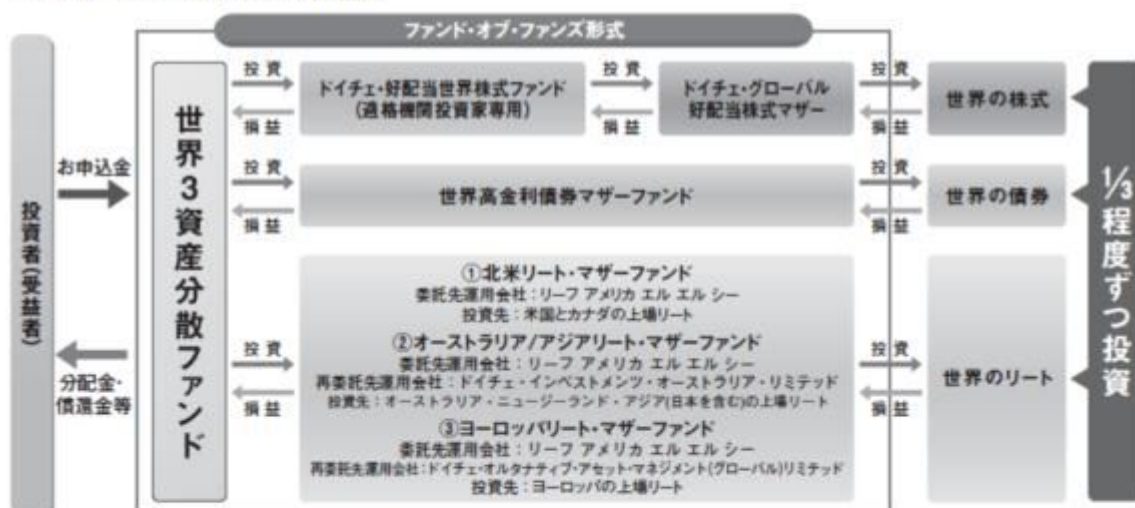 ファンド・オブ・ファンズ形式
投資者(受益者)
お申込金
分配金・
償還金等
世界3資産分散ファンド
投資
損益
ドイチェ・好配当世界株式ファンド
(適格機関投資家専用)
投資
損益
ドイチェ・グローバル
好配当株式マザー
投資
損益
世界の株式
投資
損益
世界高金利債券マザーファンド
投資
損益
世界の債券
投資
損益
①北米リート・マザーファンド
委託先運用会社:リーフ アメリカ エル エル シー
投資先:米国とカナダの上場リート
②オーストラリア/アジアリート・マザーファンド
委託先運用会社:リーフ アメリカ エル エル シー
再委託先運用会社:ドイチェ・インベストメンツ・オーストラリア・リミテッド
投資先:オーストラリア・ニュージーランド・アジア(日本を含む)の上場リート
③ヨーロッパリート・マザーファンド
委託先運用会社:リーフ アメリカ エル エル シー
再委託先運用会社:ドイチェ・オルタナティブ・アセット・マネジメント(グローバル)リミテッド
投資先:ヨーロッパの上場リート
投資
損益
世界のリート
1/3程度ずつ投資